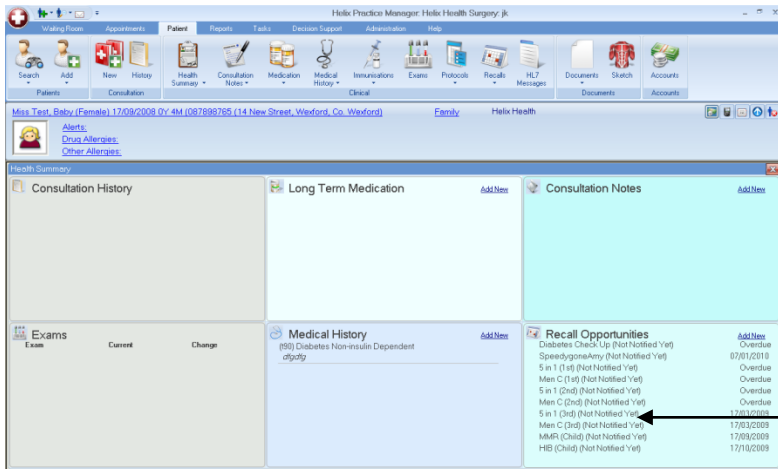 Helix Practice Manager: Helix Health Surgery: jk
Waiting Room Appointments Patient Reports Tasks Decision Support Administration Help
Search Add New History Health Summary Consultation Notes Medication Medical History Immunisations Exams Protocols Recalls HL7 Messages Documents Sketch Accounts
Patients Consultation Clinical Documents Accounts
Miss Test, Baby (Female) 17/09/2008 0Y 4M (087898765 (14 New Street, Wexford, Co. Wexford) Family Helix Health
Alerts:
Drug Allergies:
Other Allergies:
Health Summary
Consultation History
Long Term Medication Add New
Consultation Notes Add New
Exams
Exam Current Change
Medical History Add New
(t90) Diabetes Non-insulin Dependent
dfgdfg
Recall Opportunities Add New
Diabetes Check Up (Not Notified Yet) Overdue
SpeedygoneAmy (Not Notified Yet) 07/01/2010
5 in 1 (1st) (Not Notified Yet) Overdue
Men C (1st) (Not Notified Yet) Overdue
5 in 1 (2nd) (Not Notified Yet) Overdue
Men C (2nd) (Not Notified Yet) Overdue
5 in 1 (3rd) (Not Notified Yet) 17/03/2009
Men C (3rd) (Not Notified Yet) 17/03/2009
MMR (Child) (Not Notified Yet) 17/09/2009
HIB (Child) (Not Notified Yet) 17/10/2009